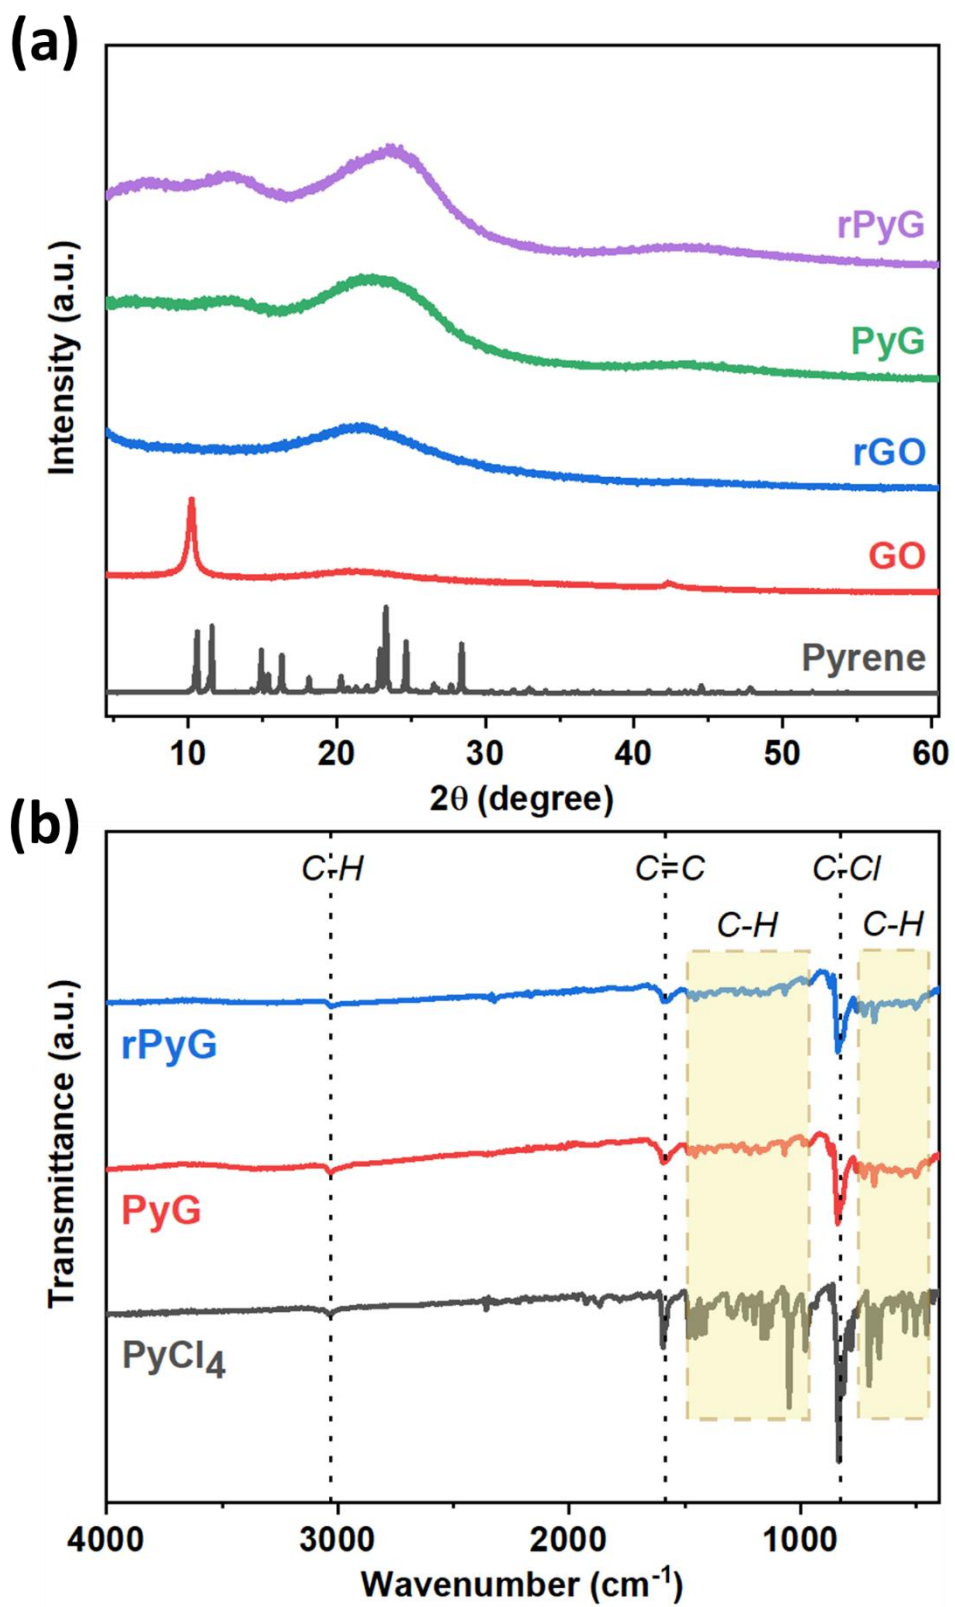 (a)
Intensity (a.u.)
rPyG
PyG
rGO
GO
Pyrene
10 20 30 40 50 60
2θ (degree)
(b)
Transmittance (a.u.)
C-H C=C C-Cl
C-H C-H
rPyG
PyG
PyCl4
4000 3000 2000 1000
Wavenumber (cm-1)